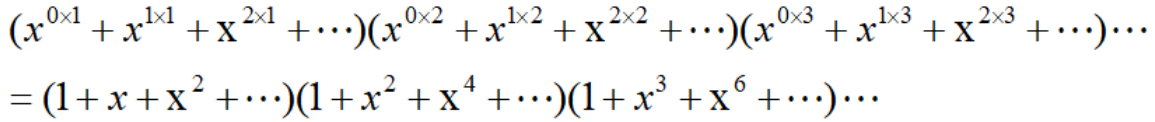 (x^{0×1} + x^{1×1} + x^{2×1} + ⋯)(x^{0×2} + x^{1×2} + x^{2×2} + ⋯)(x^{0×3} + x^{1×3} + x^{2×3} + ⋯)⋯
= (1 + x + x^2 + ⋯)(1 + x^2 + x^4 + ⋯)(1 + x^3 + x^6 + ⋯)⋯